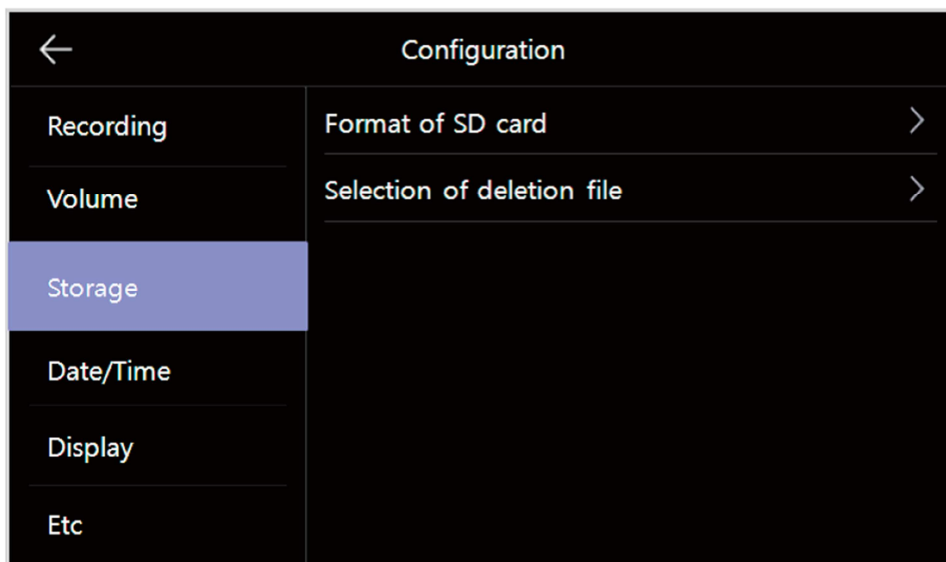 Configuration
Recording
Volume
Storage
Date/Time
Display
Etc
Format of SD card
Selection of deletion file